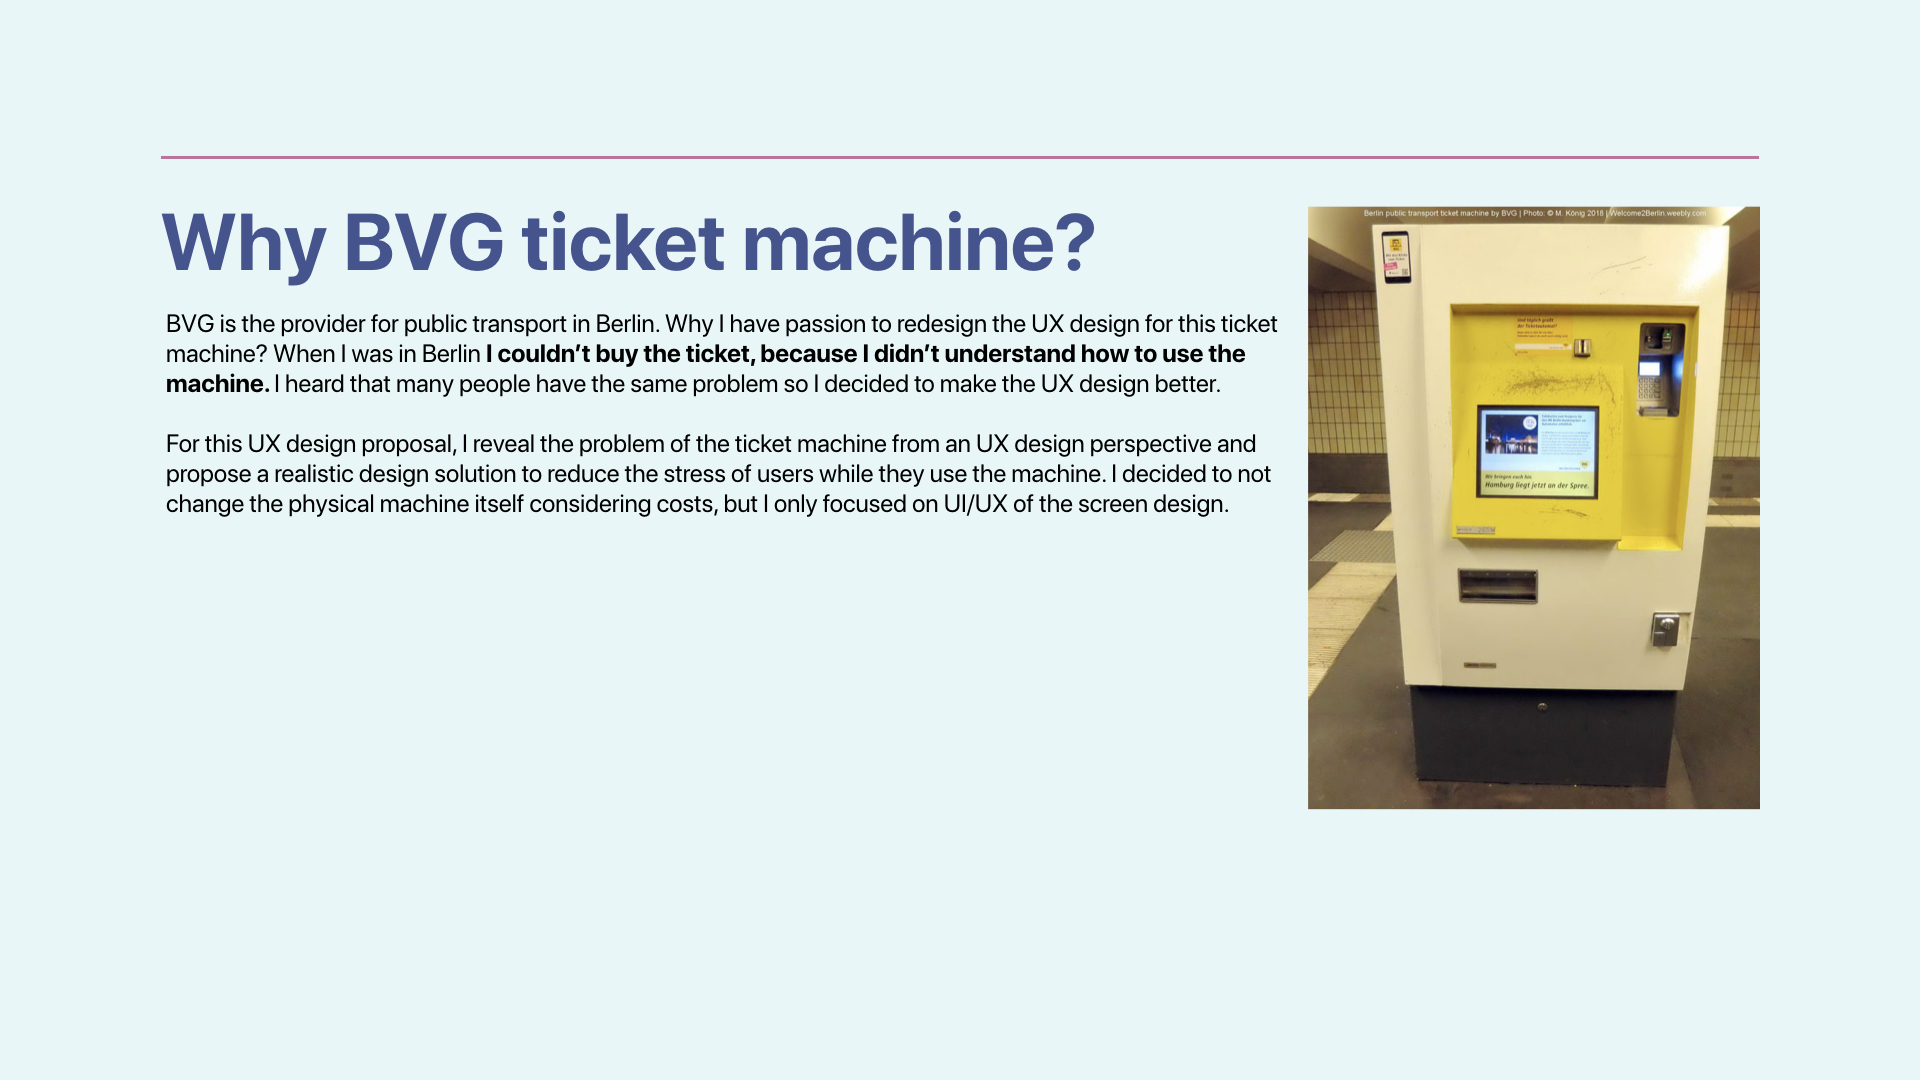 Why BVG ticket machine?
BVG is the provider for public transport in Berlin. Why I have passion to redesign the UX design for this ticket
machine? When I was in Berlin I couldn’t buy the ticket, because I didn’t understand how to use the
machine. I heard that many people have the same problem so I decided to make the UX design better.
For this UX design proposal, I reveal the problem of the ticket machine from an UX design perspective and
propose a realistic design solution to reduce the stress of users while they use the machine. I decided to not
change the physical machine itself considering costs, but I only focused on UI/UX of the screen design.
Berlin public transport ticket machine by BVG | Photo: © M. König 2018 | Welcome2Berlin.weebly.com
Und täglich grüßt
der Ticketautomat?
Wir bringen euch hin
Hamburg liegt jetzt an der Spree.